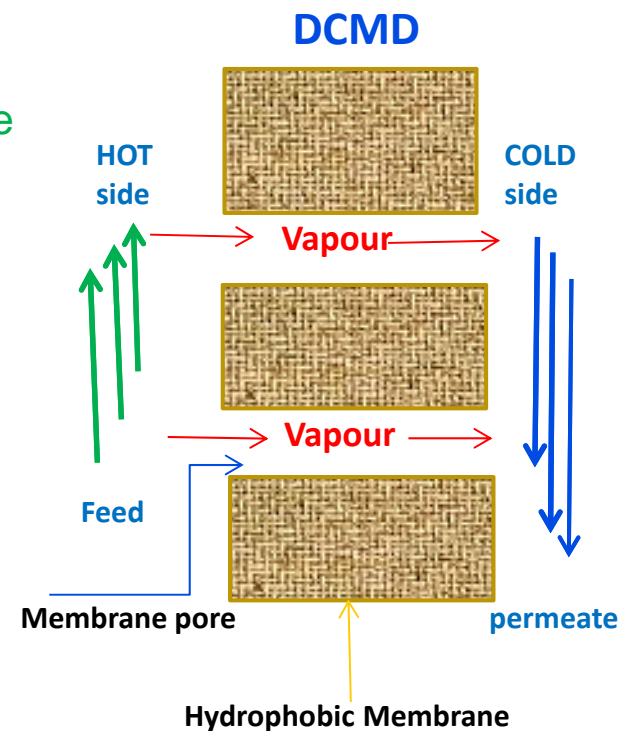 DCMD
e
HOT
side
COLD
side
Vapour
Vapour
Feed
Membrane pore
permeate
Hydrophobic Membrane